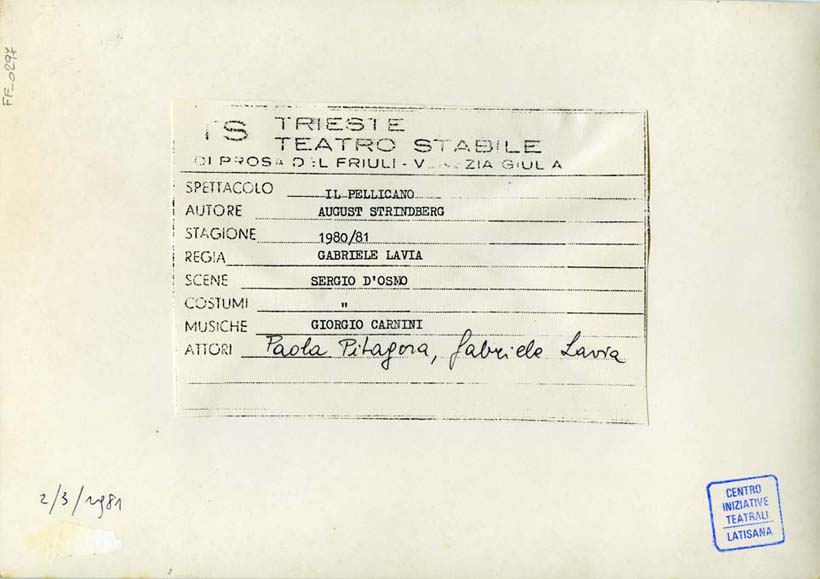 FF_0297
TS TRIESTE
TEATRO STABILE
DI PROSA DEL FRIULI - VENEZIA GIULIA
SPETTACOLO IL PELLICANO
AUTORE AUGUST STRINDBERG
STAGIONE 1980/81
REGIA GABRIELE LAVIA
SCENE SERGIO D'OSMO
COSTUMI "
MUSICHE GIORGIO CARNINI
ATTORI Paola Pitagora, Gabriele Lavia
2/3/1981
CENTRO
INIZIATIVE
TEATRALI
LATISANA